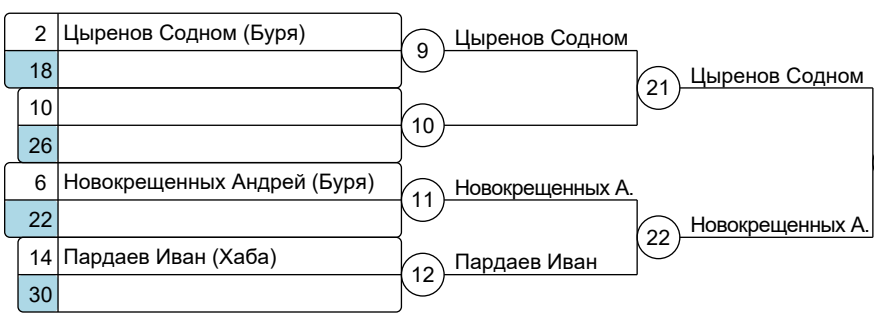 2 Цыренов Содном (Буря)
18
9 Цыренов Содном
10
26
10
21 Цыренов Содном
6 Новокрещенных Андрей (Буря)
22
11 Новокрещенных А.
14 Пардаев Иван (Хаба)
30
12 Пардаев Иван
22 Новокрещенных А.